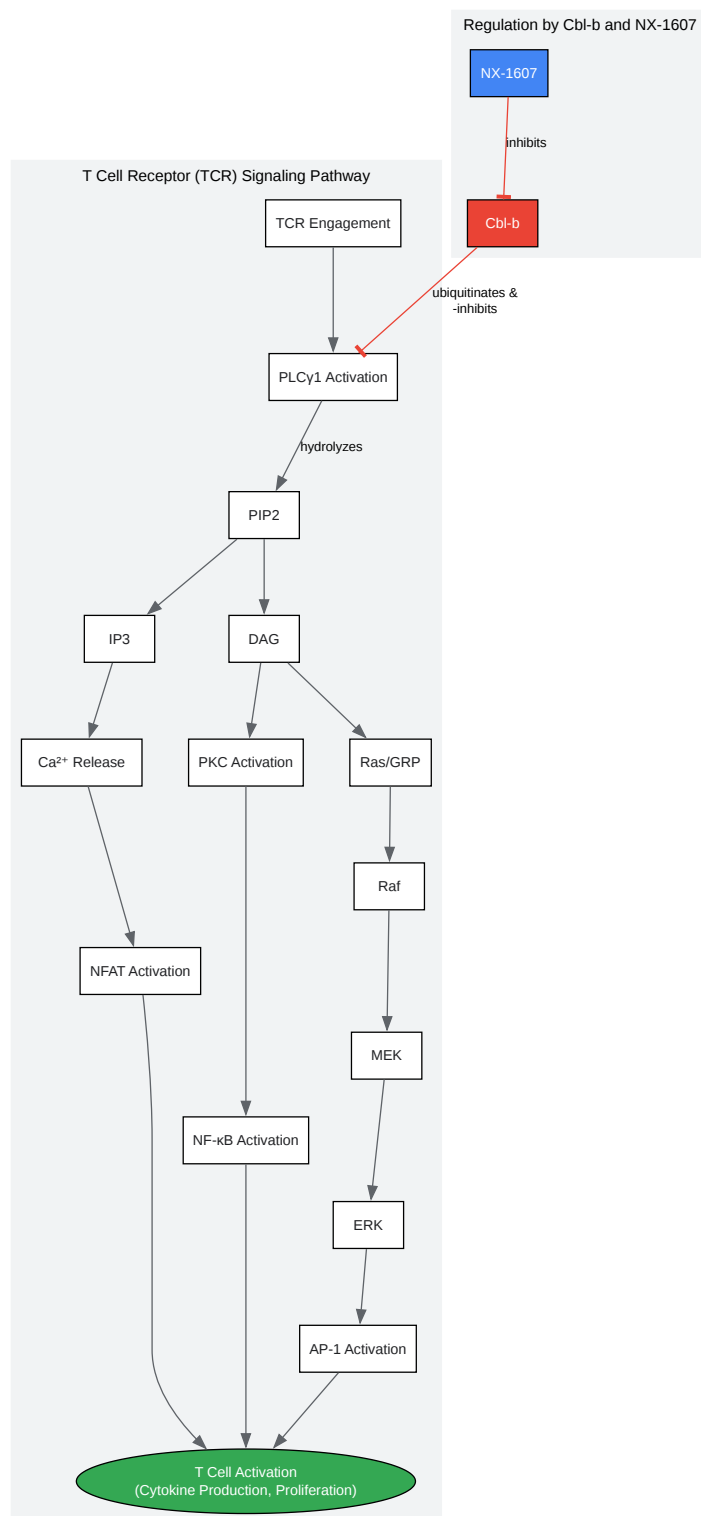 Regulation by Cbl-b and NX-1607
NX-1607
inhibits
T Cell Receptor (TCR) Signaling Pathway
TCR Engagement
Cbl-b
ubiquitinates &
-inhibits
PLCγ1 Activation
hydrolyzes
PIP2
IP3
DAG
Ca²⁺ Release
PKC Activation
Ras/GRP
Raf
NFAT Activation
MEK
NF-κB Activation
ERK
AP-1 Activation
T Cell Activation
(Cytokine Production, Proliferation)